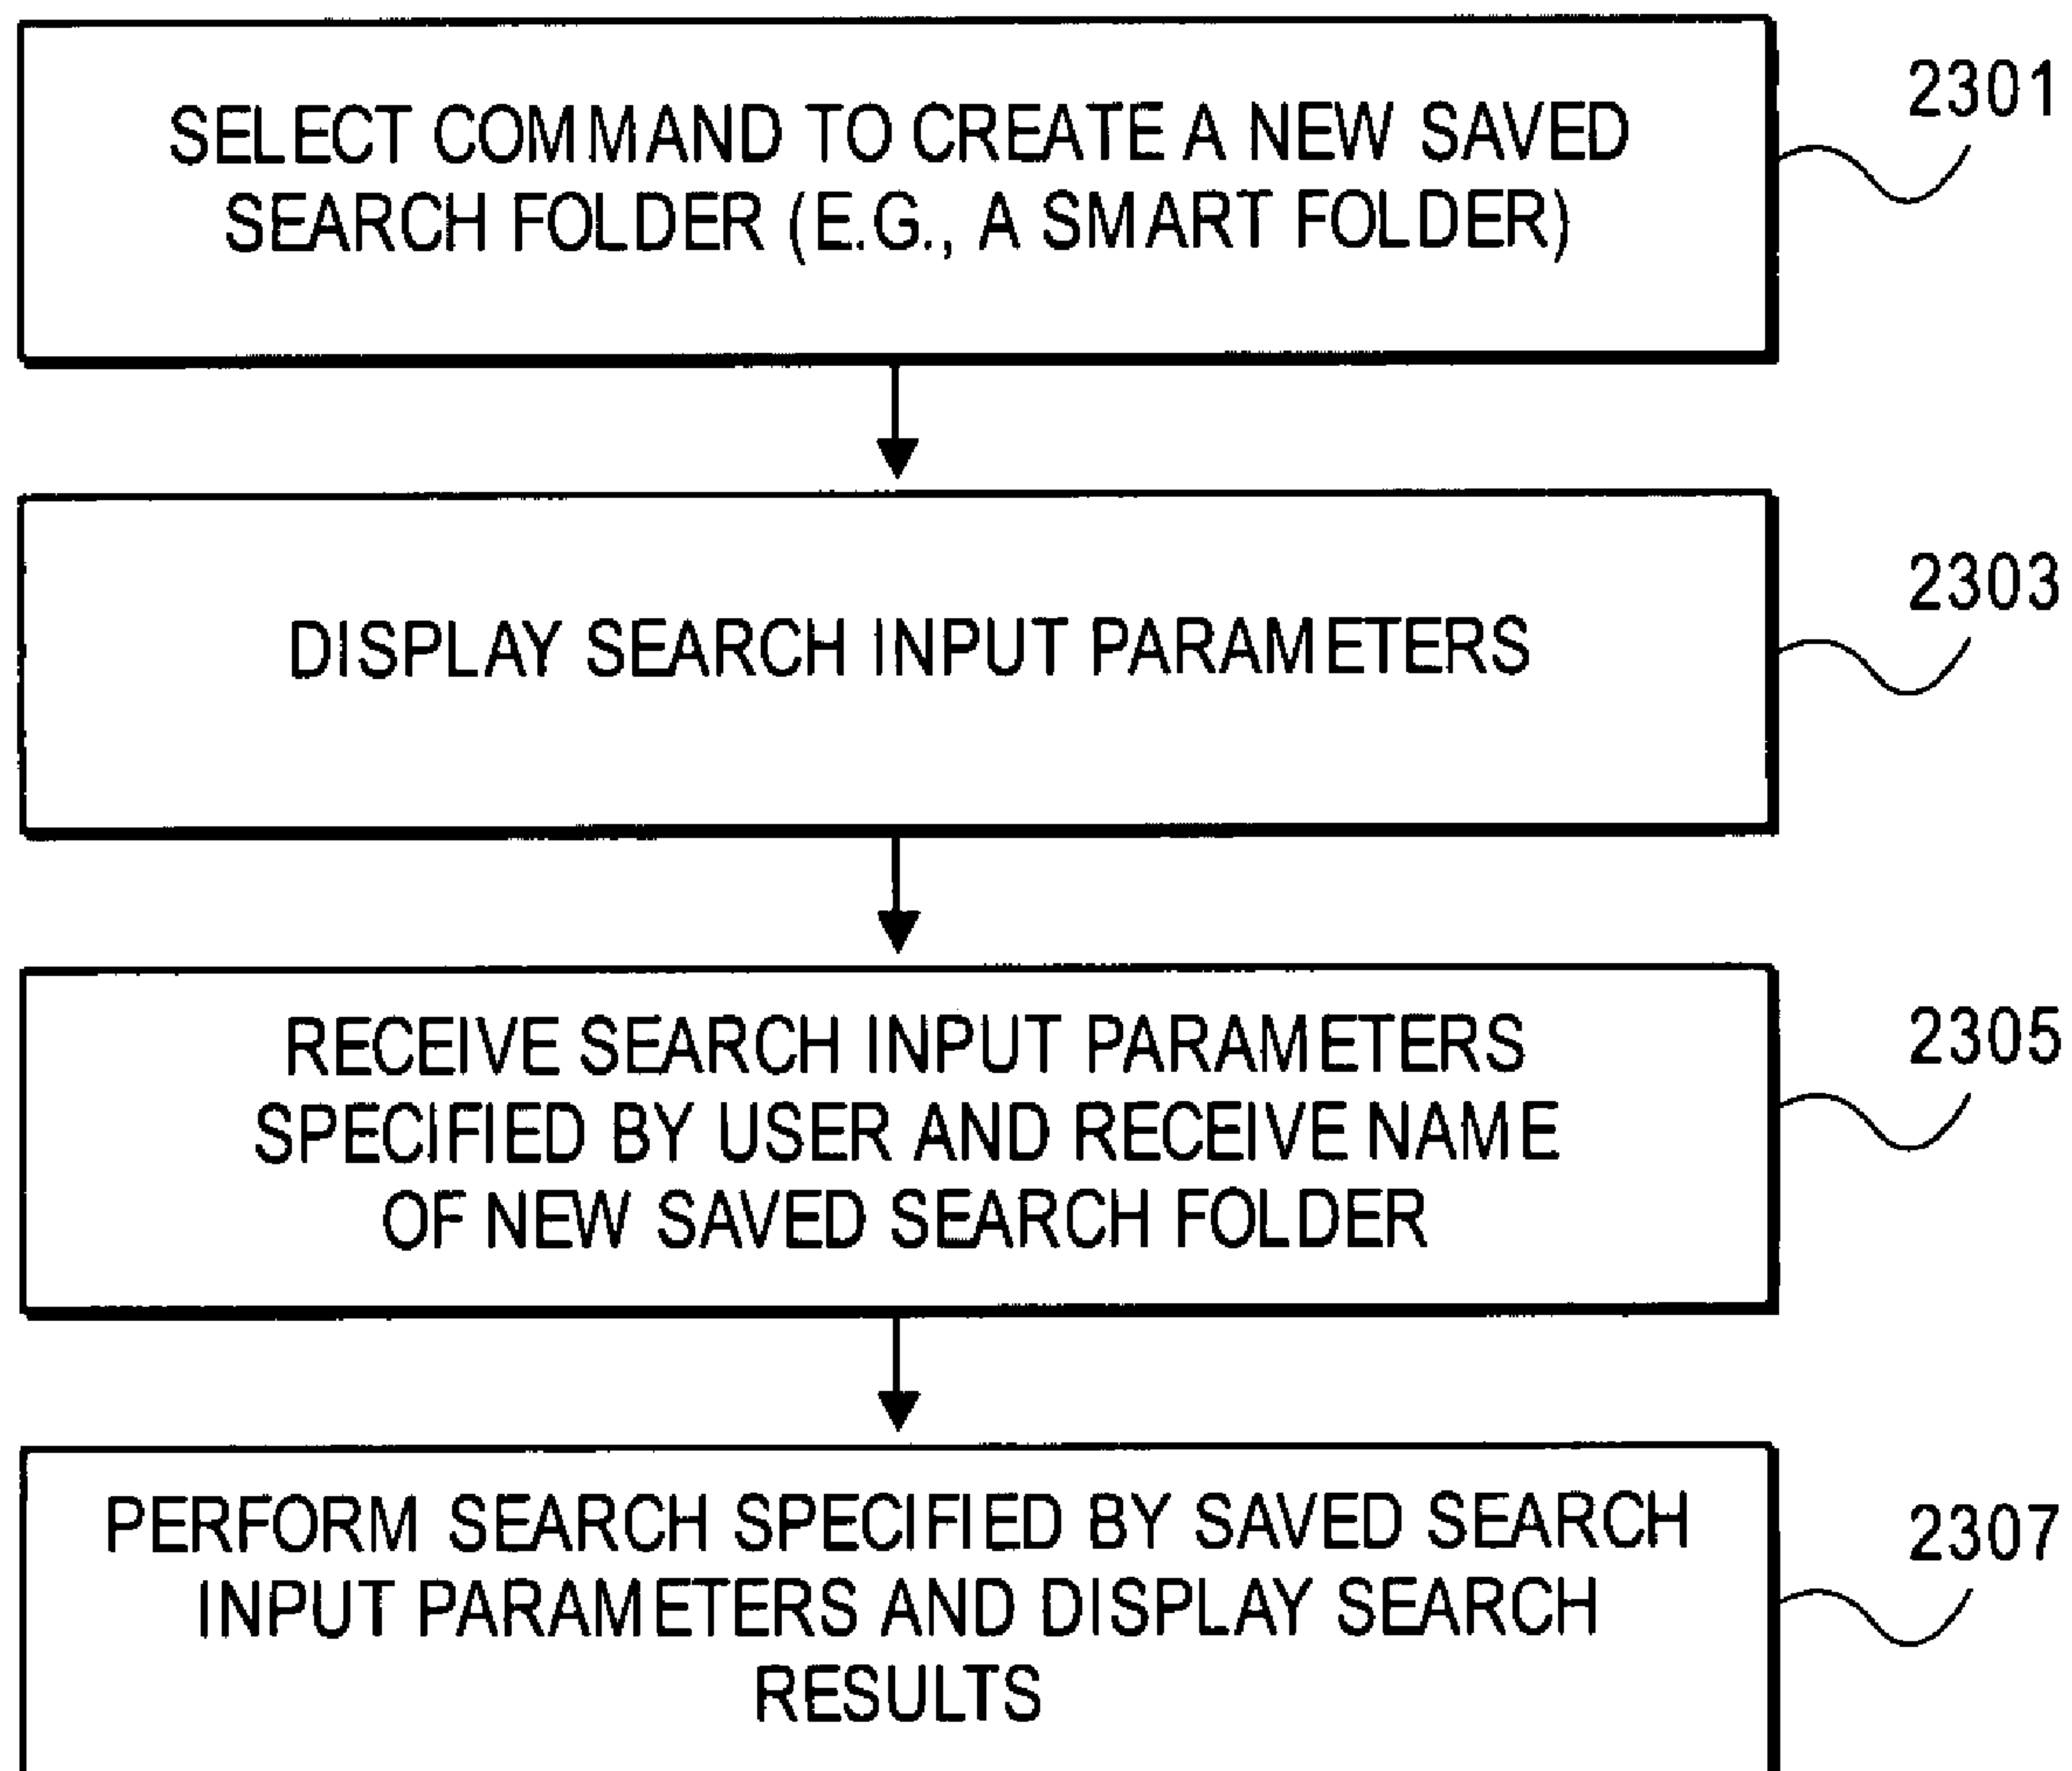 SELECT COMMAND TO CREATE A NEW SAVED
SEARCH FOLDER (E.G., A SMART FOLDER)
2301
DISPLAY SEARCH INPUT PARAMETERS
2303
RECEIVE SEARCH INPUT PARAMETERS
SPECIFIED BY USER AND RECEIVE NAME
OF NEW SAVED SEARCH FOLDER
2305
PERFORM SEARCH SPECIFIED BY SAVED SEARCH
INPUT PARAMETERS AND DISPLAY SEARCH
RESULTS
2307